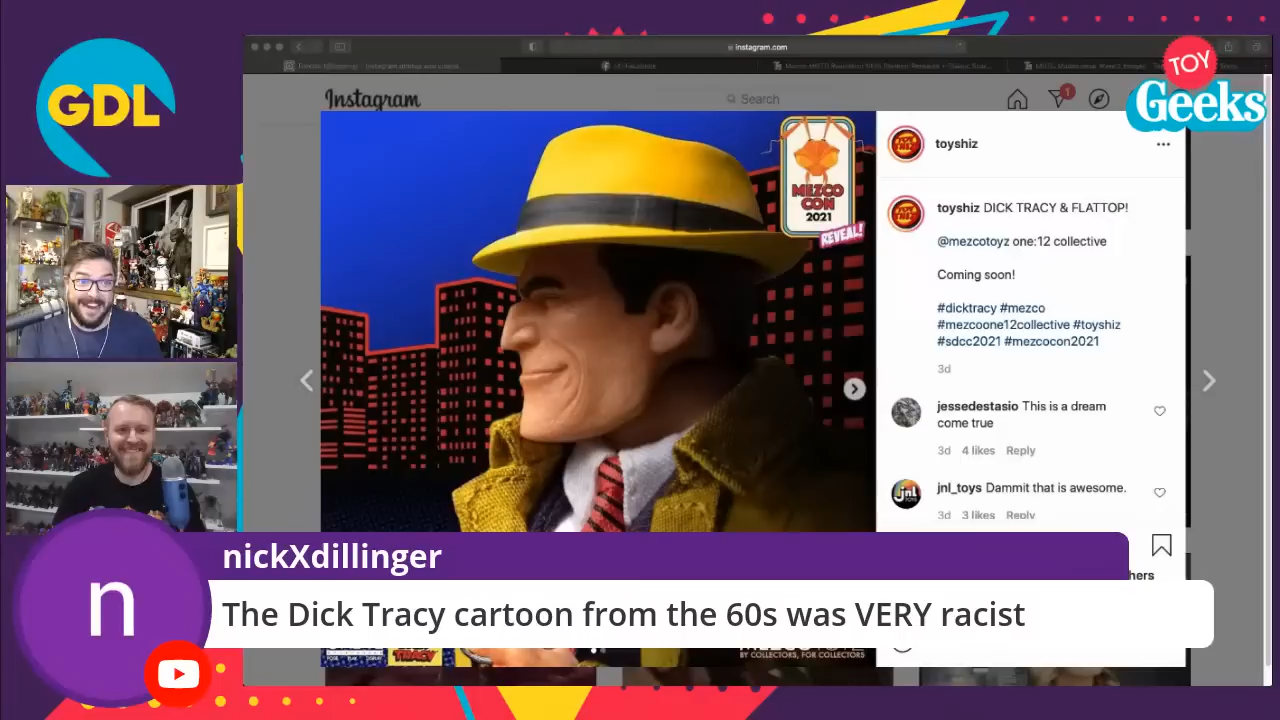 GDL
instagram.com
TOY
Geeks
Instagram
Search
1
MEZCO
CON
2021
REVEAL!
toyshiz
toyshiz DICK TRACY & FLATTOP!
@mezcotoyz one:12 collective
Coming soon!
#dicktracy #mezco
#mezcoone12collective #toyshiz
#sdcc2021 #mezcocon2021
3d
jessedestasio This is a dream
come true
3d 4 likes Reply
jnl_toys Dammit that is awesome.
3d 3 likes Reply
hers
n
nickXdillinger
The Dick Tracy cartoon from the 60s was VERY racist
TRACY
BY COLLECTORS, FOR COLLECTORS